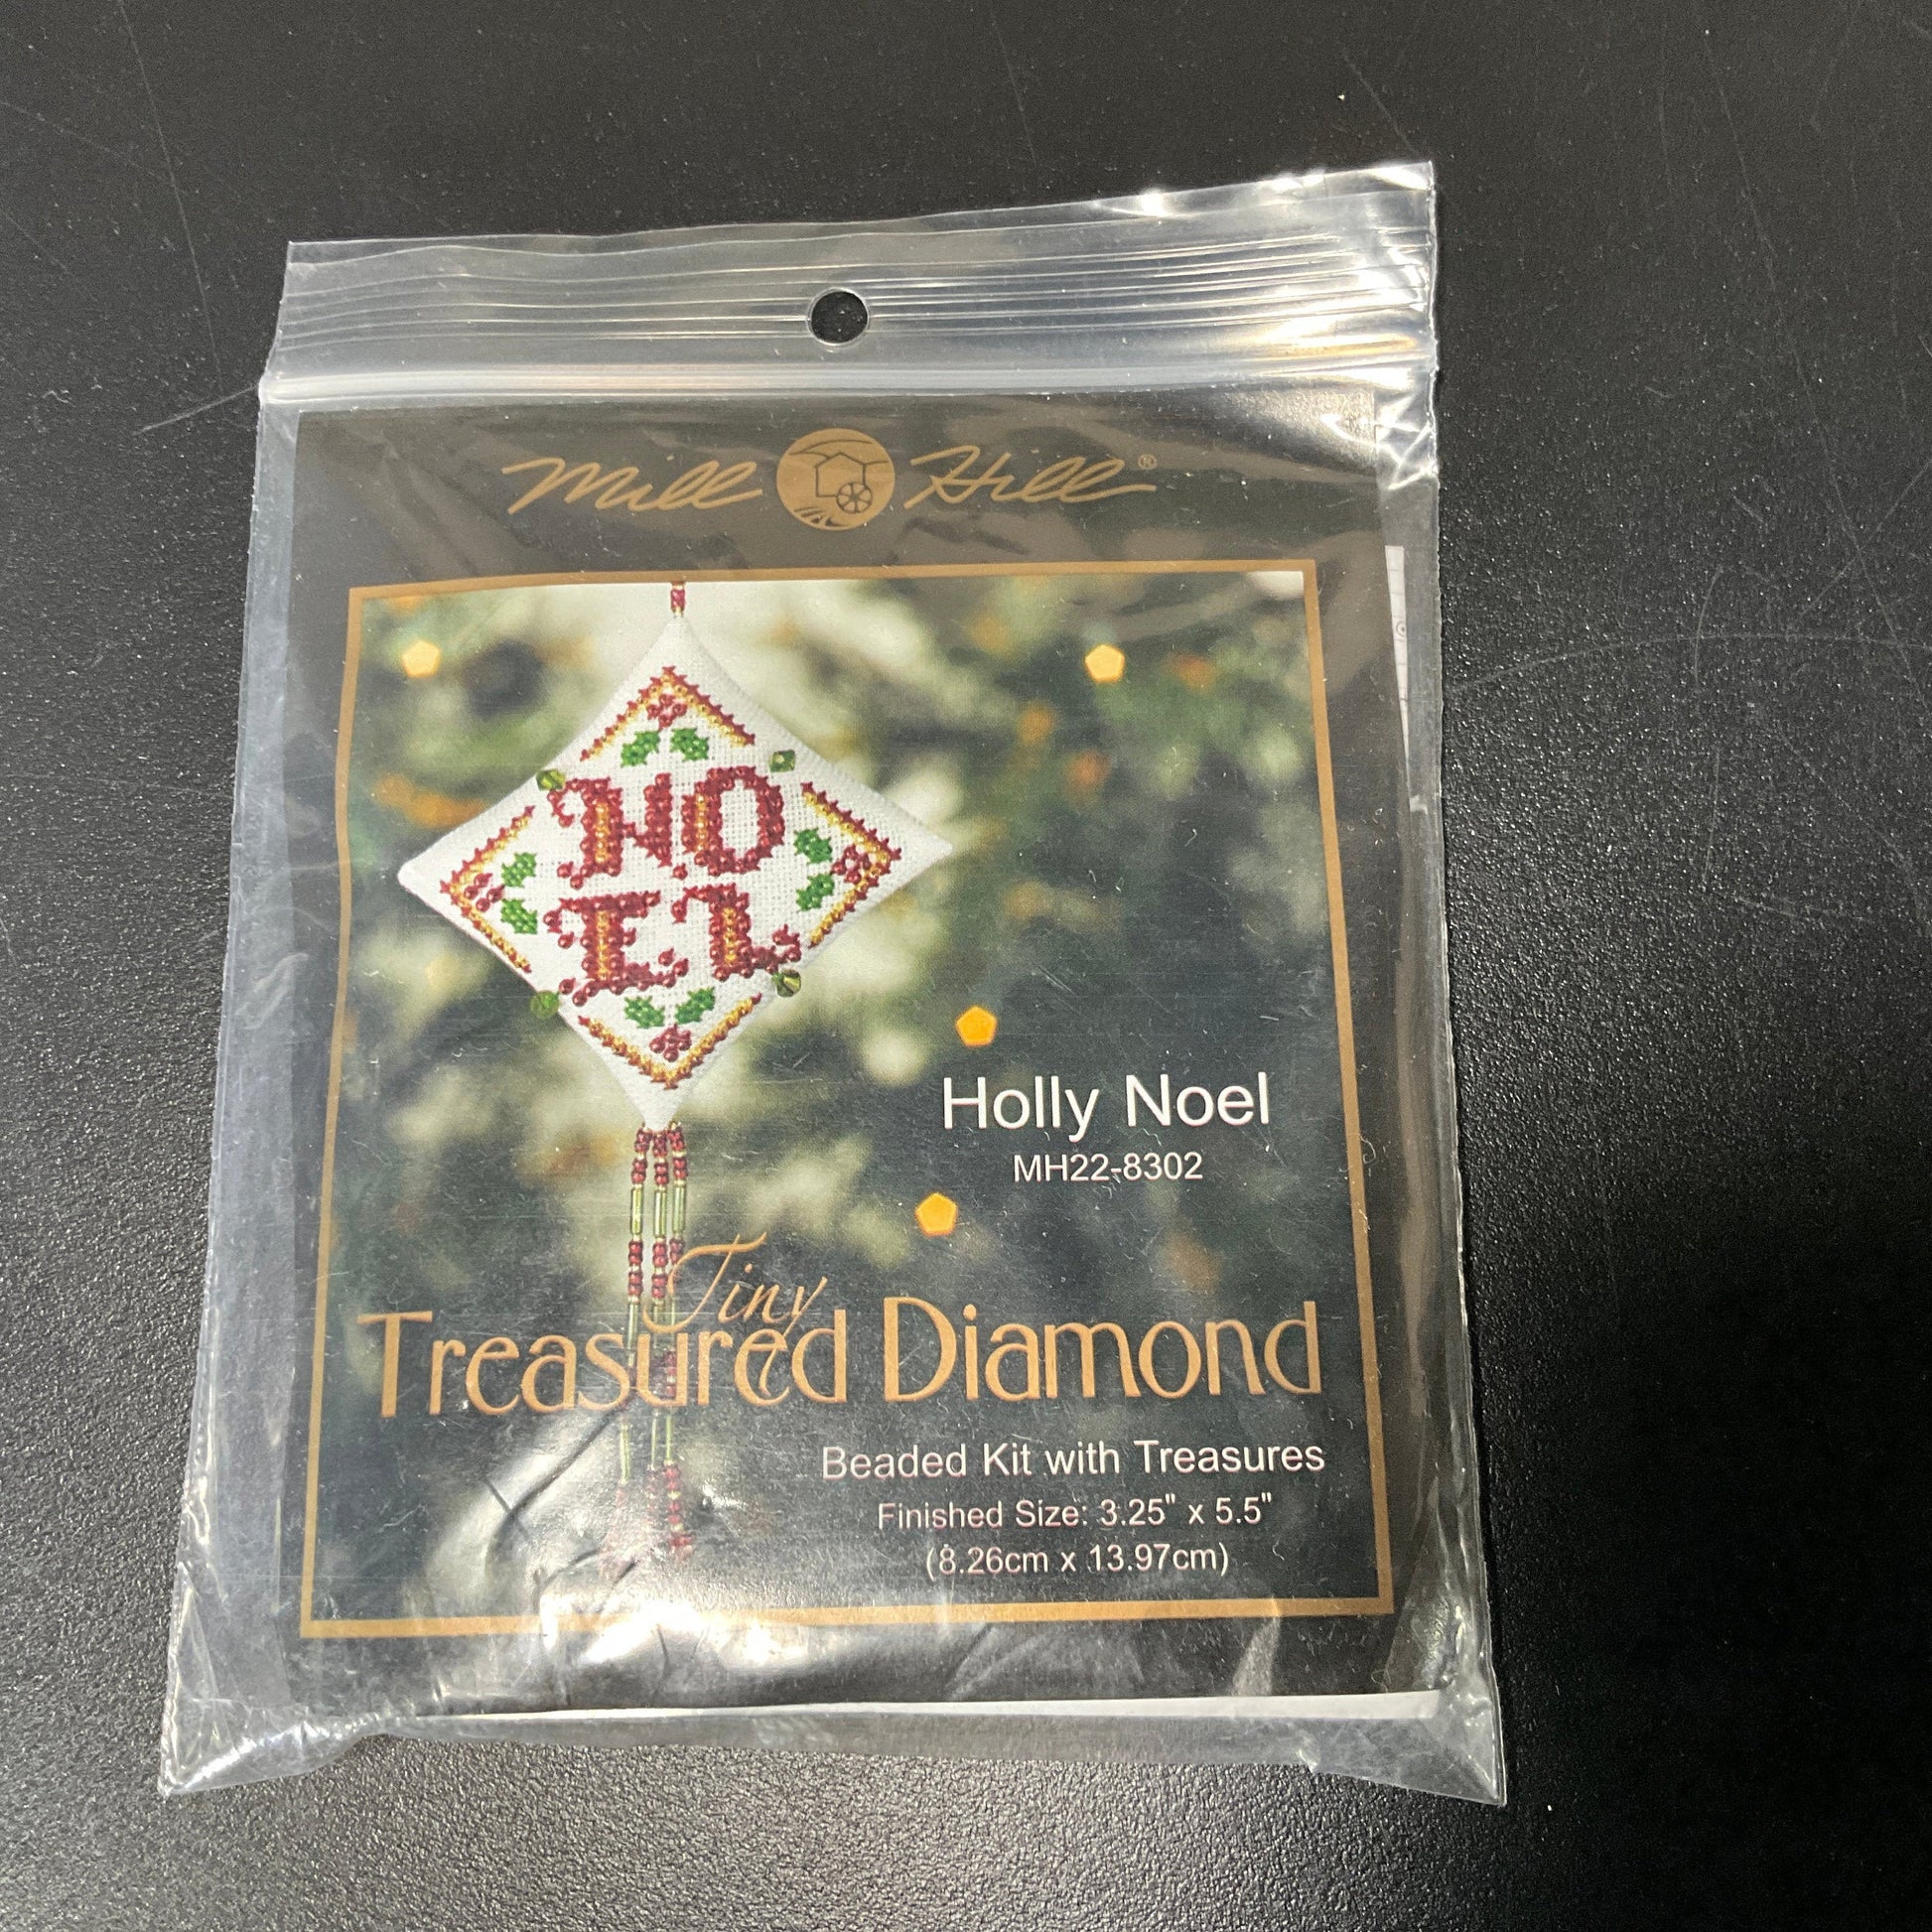 Mill Hill®
NO
EL
Holly Noel
MH22-8302
Tiny
Treasured Diamond
Beaded Kit with Treasures
Finished Size: 3.25" x 5.5"
(8.26cm x 13.97cm)